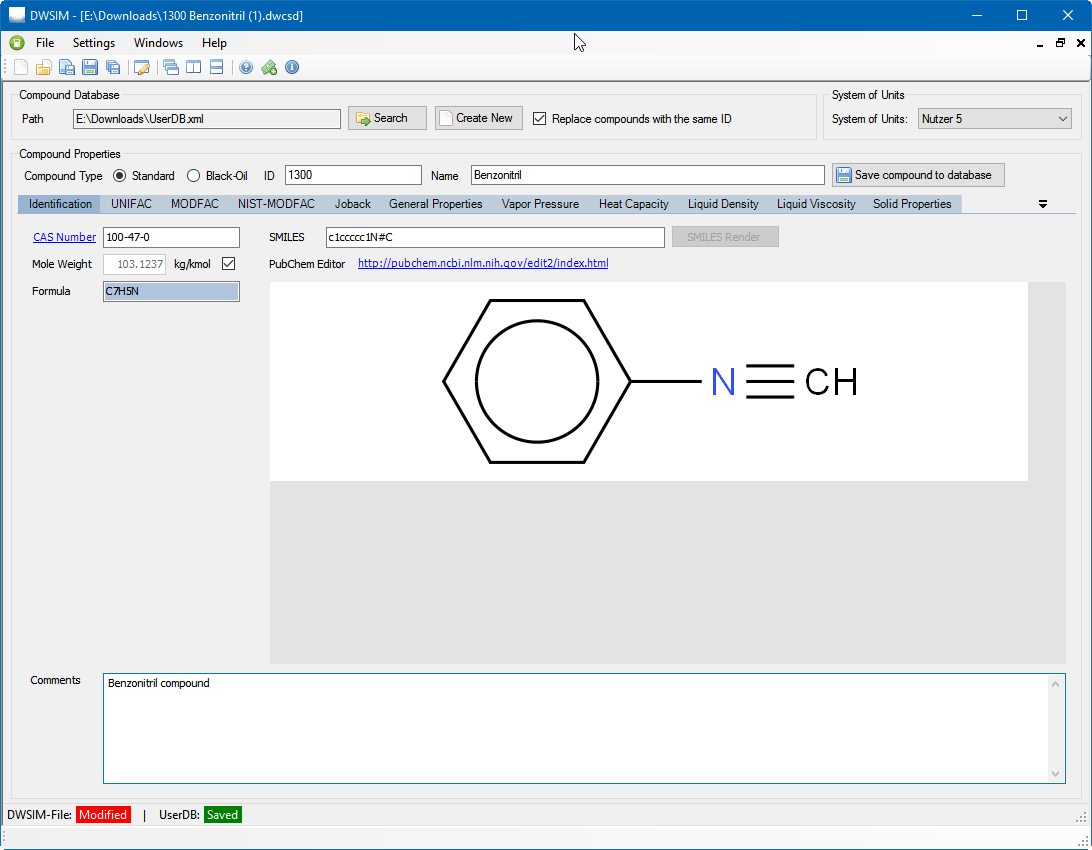 DWSIM - [E:\Downloads\1300 Benzonitril (1).dwcsd]
File Settings Windows Help
Compound Database
Path E:\Downloads\UserDB.xml Search Create New Replace compounds with the same ID
System of Units
System of Units: Nutzer 5
Compound Properties
Compound Type Standard Black-Oil ID 1300 Name Benzonitril Save compound to database
Identification UNIFAC MODFAC NIST-MODFAC Joback General Properties Vapor Pressure Heat Capacity Liquid Density Liquid Viscosity Solid Properties
CAS Number 100-47-0 SMILES c1ccccc1N#C SMILES Render
Mole Weight 103.1237 kg/kmol PubChem Editor http://pubchem.ncbi.nlm.nih.gov/edit2/index.html
Formula C7H5N
N CH
Comments Benzonitril compound
DWSIM-File: Modified | UserDB: Saved